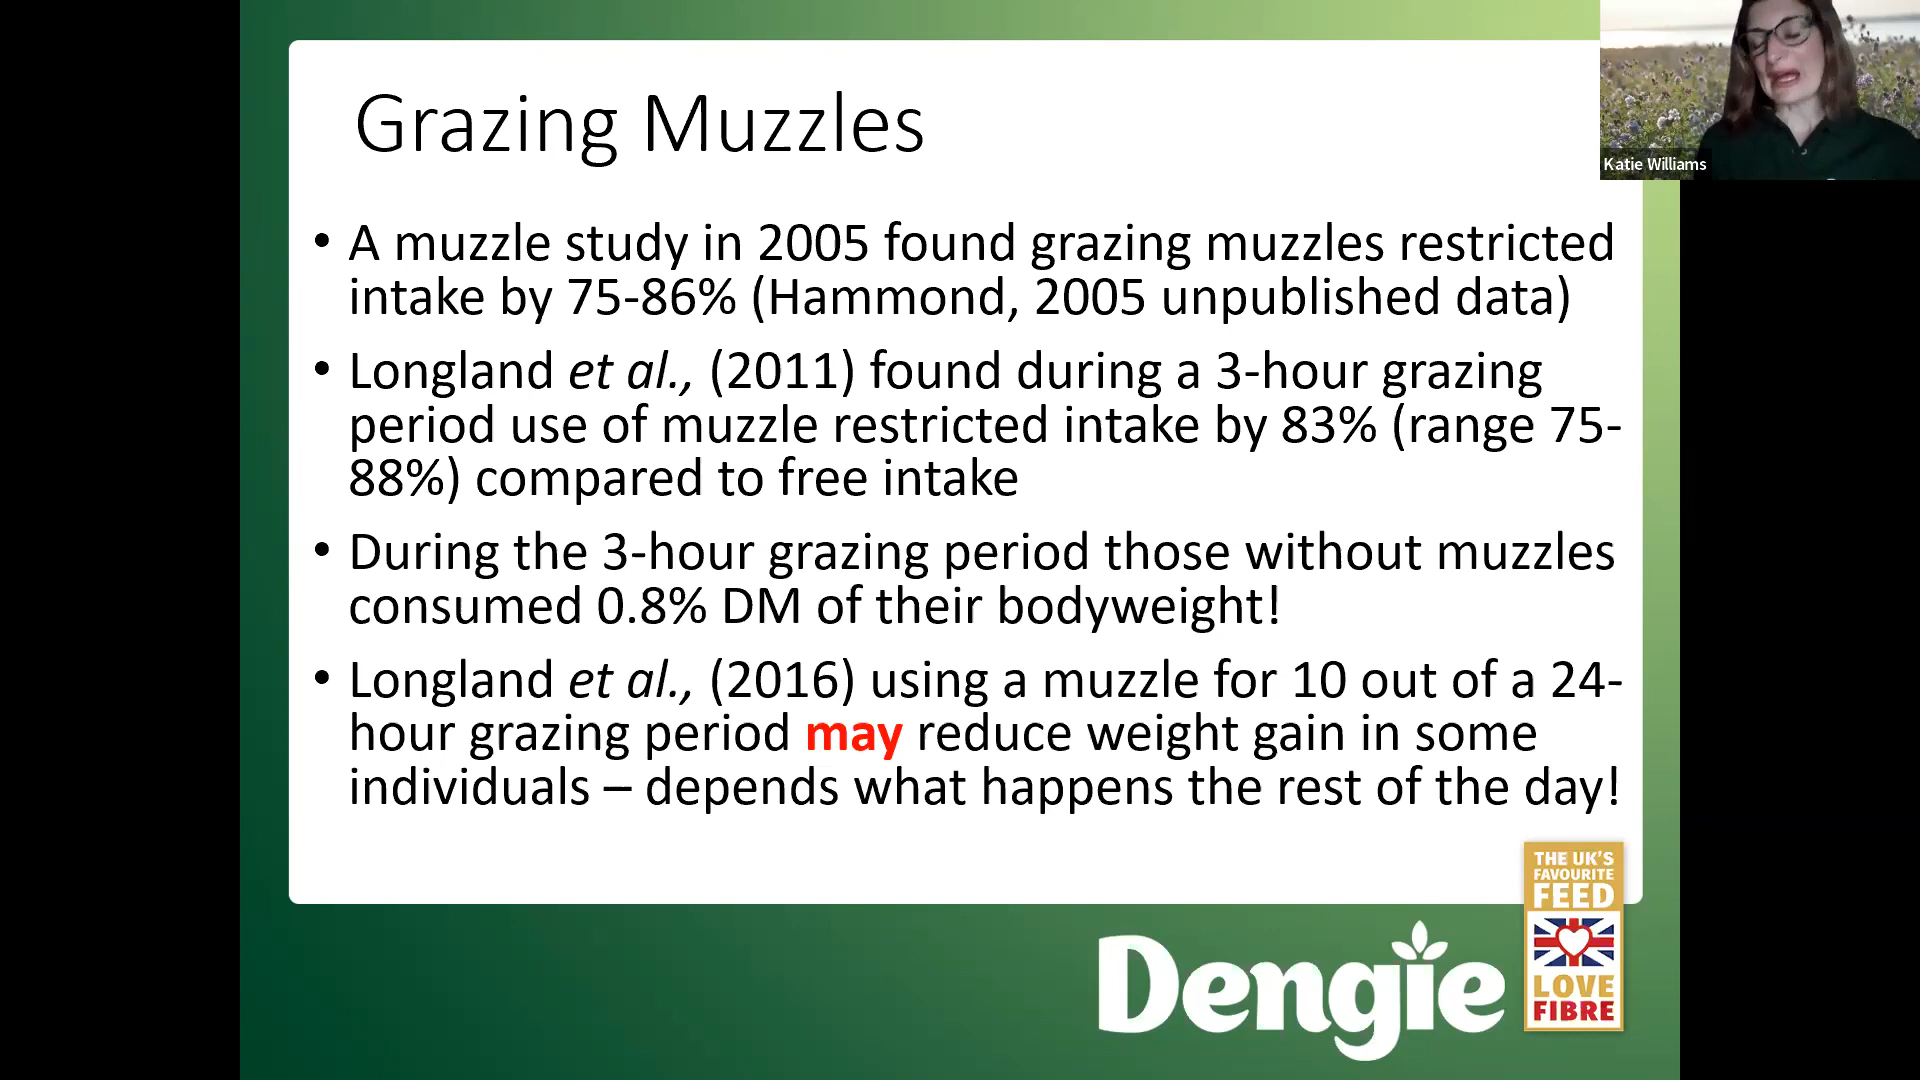 Grazing Muzzles
Katie Williams
• A muzzle study in 2005 found grazing muzzles restricted
intake by 75-86% (Hammond, 2005 unpublished data)
• Longland et al., (2011) found during a 3-hour grazing
period use of muzzle restricted intake by 83% (range 75-
88%) compared to free intake
• During the 3-hour grazing period those without muzzles
consumed 0.8% DM of their bodyweight!
• Longland et al., (2016) using a muzzle for 10 out of a 24-
hour grazing period may reduce weight gain in some
individuals – depends what happens the rest of the day!
THE UK'S
FAVOURITE
FEED
LOVE
FIBRE
Dengie